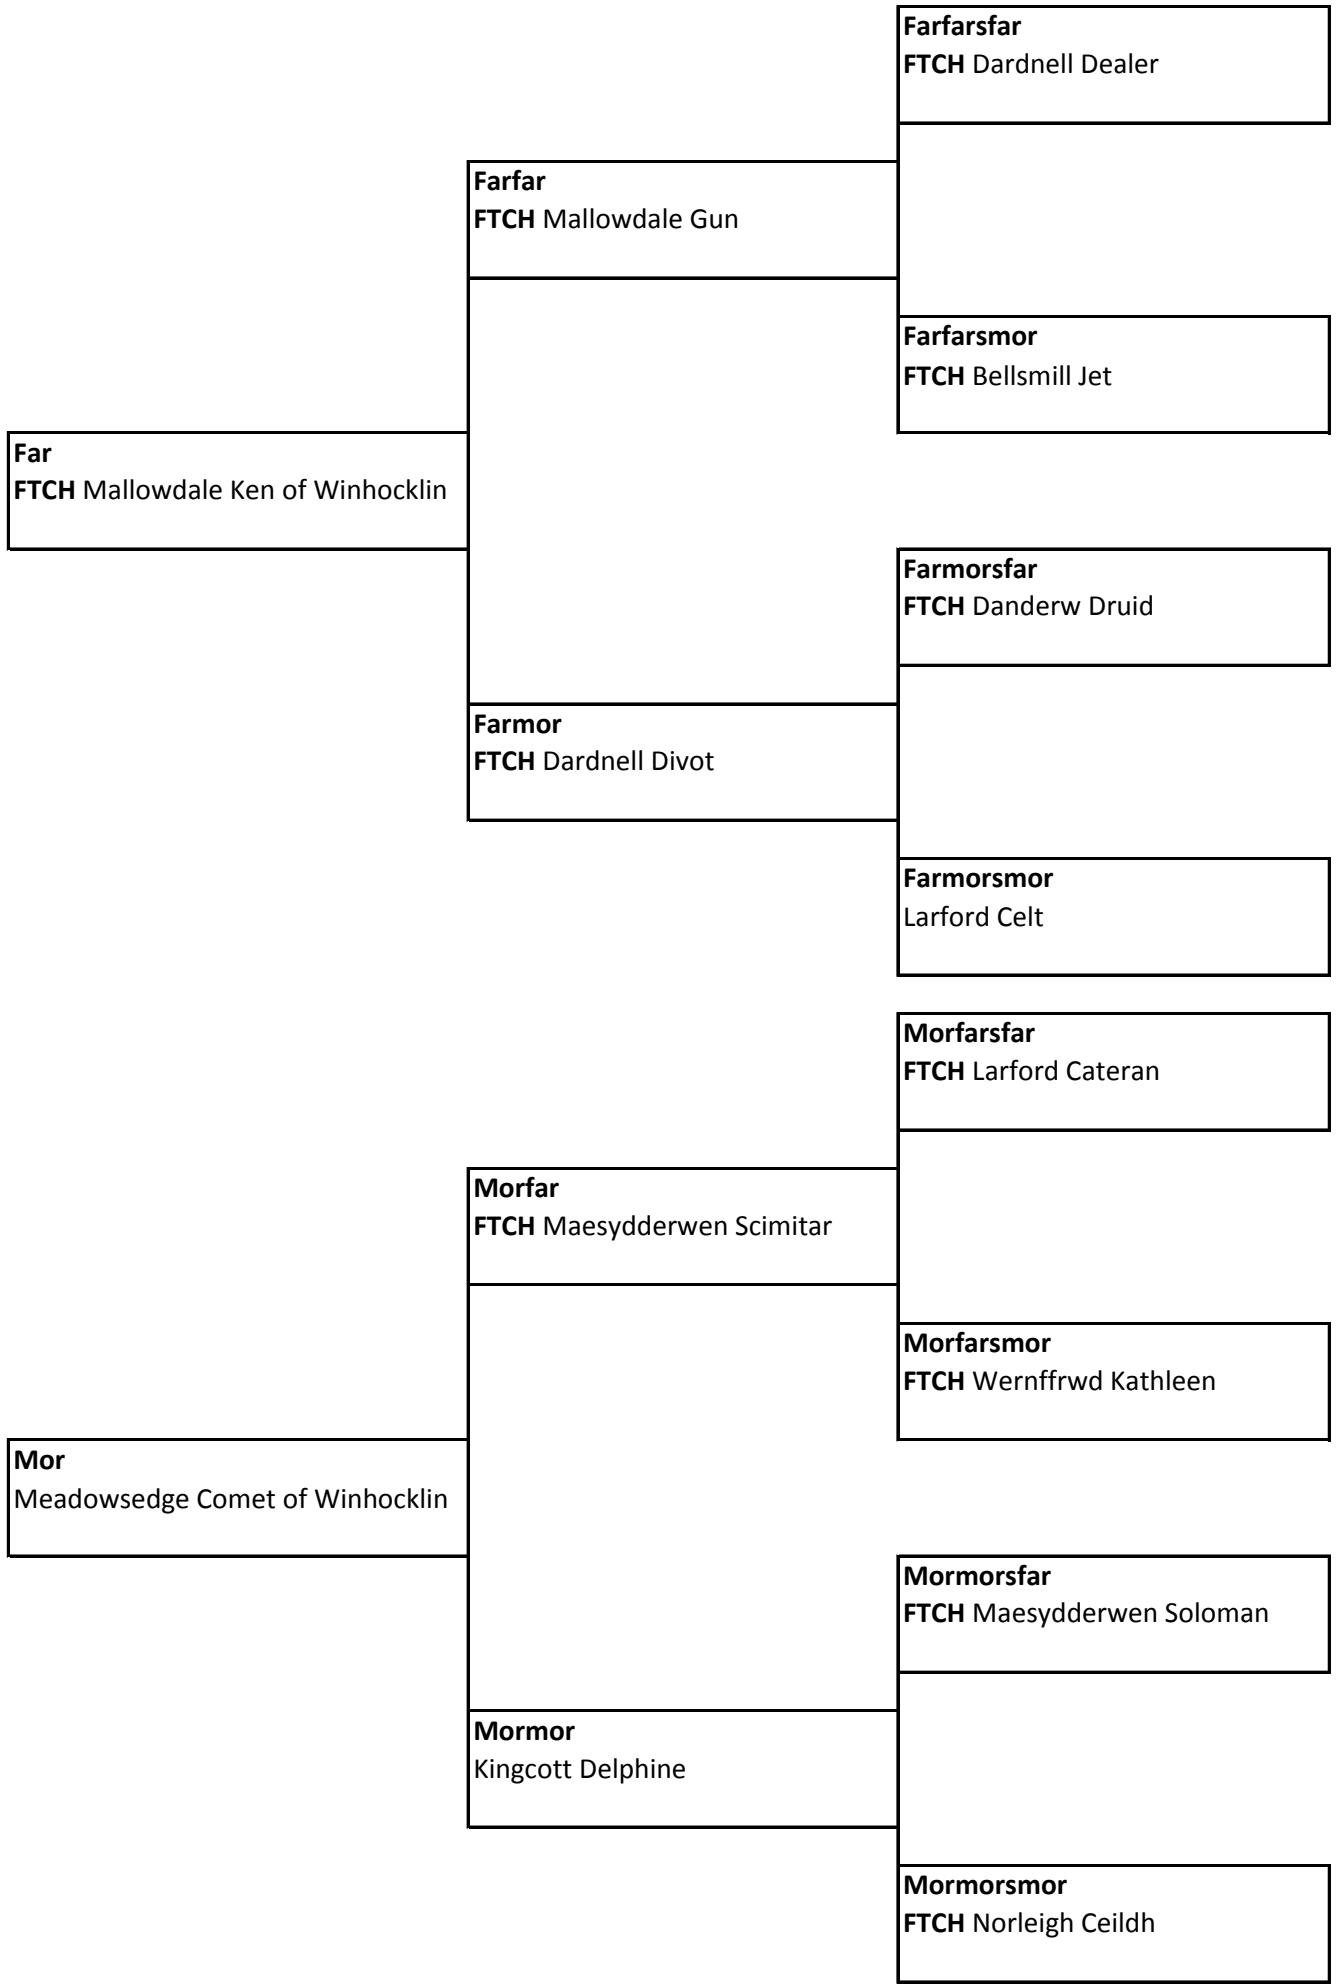 Farfarsfar
FTCH Dardnell Dealer
Farfar
FTCH Mallowdale Gun
Farfarsmor
FTCH Bellsmill Jet
Far
FTCH Mallowdale Ken of Winhocklin
Farmorsfar
FTCH Danderw Druid
Farmor
FTCH Dardnell Divot
Farmorsmor
Larford Celt
Morfarsfar
FTCH Larford Cateran
Morfar
FTCH Maesydderwen Scimitar
Morfarsmor
FTCH Wernffrwd Kathleen
Mor
Meadowsedge Comet of Winhocklin
Mormorsfar
FTCH Maesydderwen Soloman
Mormor
Kingcott Delphine
Mormorsmor
FTCH Norleigh Ceildh